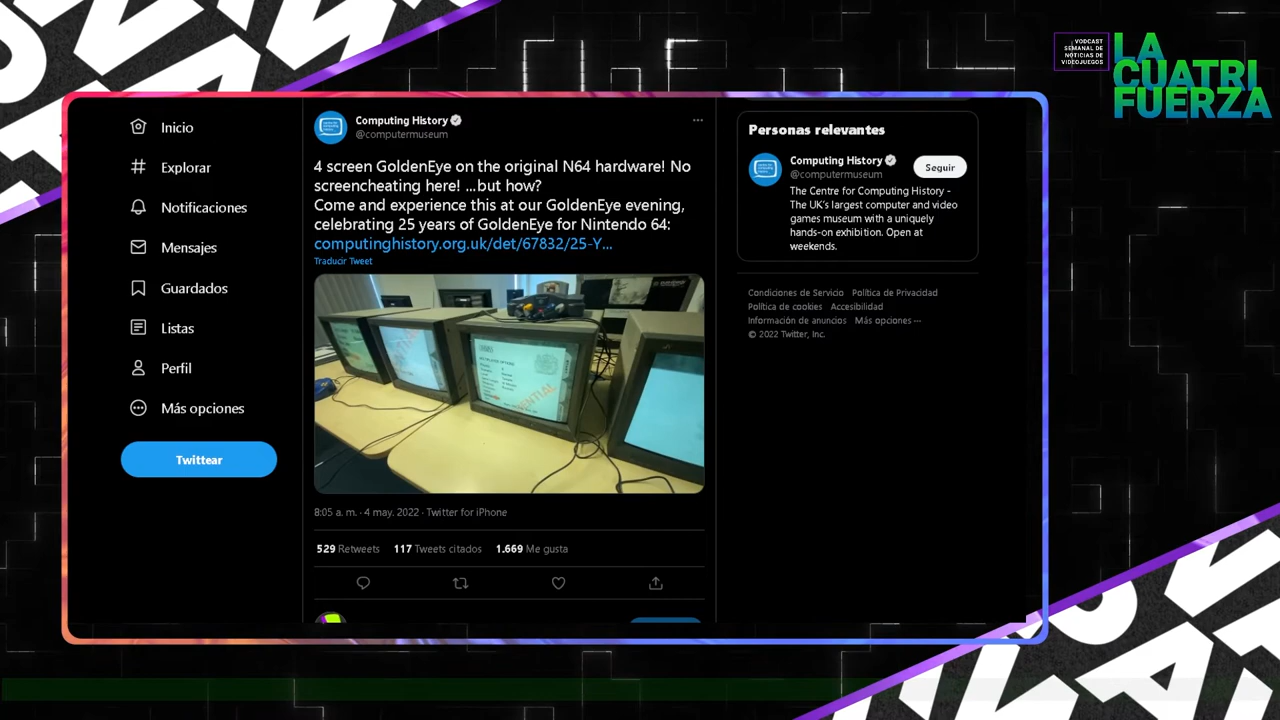 VODCAST
SEMANAL DE
NOTICIAS DE
VIDEOJUEGOS
LA
CUATRI
FUERZA
Inicio
Explorar
Notificaciones
Mensajes
Guardados
Listas
Perfil
Más opciones
Twittear
Computing History
@computermuseum
4 screen GoldenEye on the original N64 hardware! No
screencheating here! ...but how?
Come and experience this at our GoldenEye evening,
celebrating 25 years of GoldenEye for Nintendo 64:
computinghistory.org.uk/det/67832/25-Y...
Traducir Tweet
8:05 a. m. · 4 may. 2022 · Twitter for iPhone
529 Retweets 117 Tweets citados 1.669 Me gusta
Personas relevantes
Computing History
@computermuseum
Seguir
The Centre for Computing History -
The UK's largest computer and video
games museum with a uniquely
hands-on exhibition. Open at
weekends.
Condiciones de Servicio Política de Privacidad
Política de cookies Accesibilidad
Información de anuncios Más opciones ···
© 2022 Twitter, Inc.